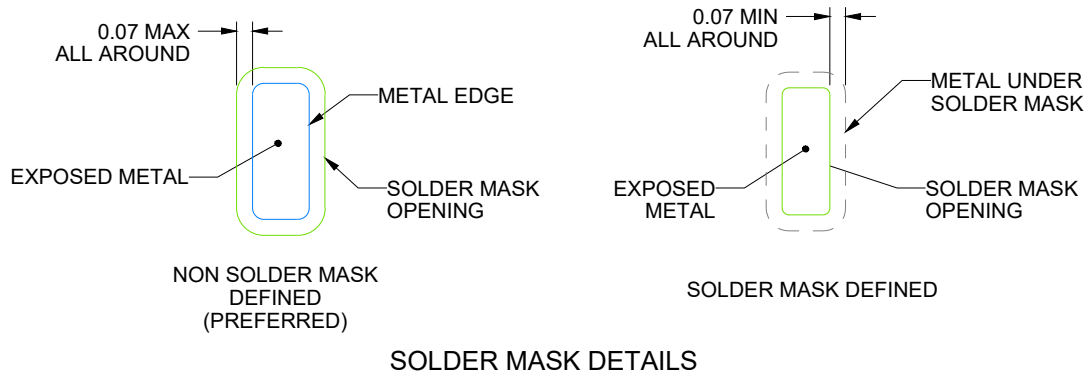 0.07 MAX
ALL AROUND
METAL EDGE
EXPOSED METAL
SOLDER MASK
OPENING
NON SOLDER MASK
DEFINED
(PREFERRED)
0.07 MIN
ALL AROUND
METAL UNDER
SOLDER MASK
EXPOSED
METAL
SOLDER MASK
OPENING
SOLDER MASK DEFINED
SOLDER MASK DETAILS